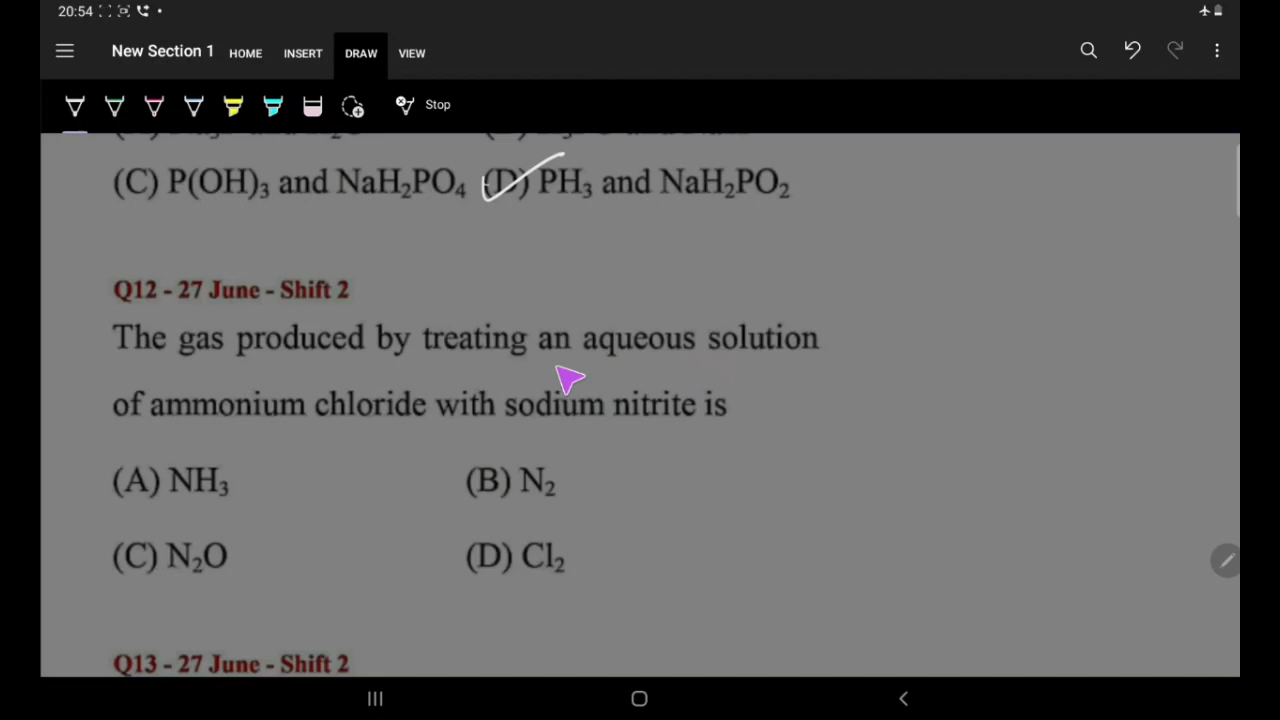 20:54
New Section 1 HOME INSERT DRAW VIEW
Stop
(C) P(OH)₃ and NaH₂PO₄ (D) PH₃ and NaH₂PO₂
Q12 - 27 June - Shift 2
The gas produced by treating an aqueous solution
of ammonium chloride with sodium nitrite is
(A) NH₃ (B) N₂
(C) N₂O (D) Cl₂
Q13 - 27 June - Shift 2